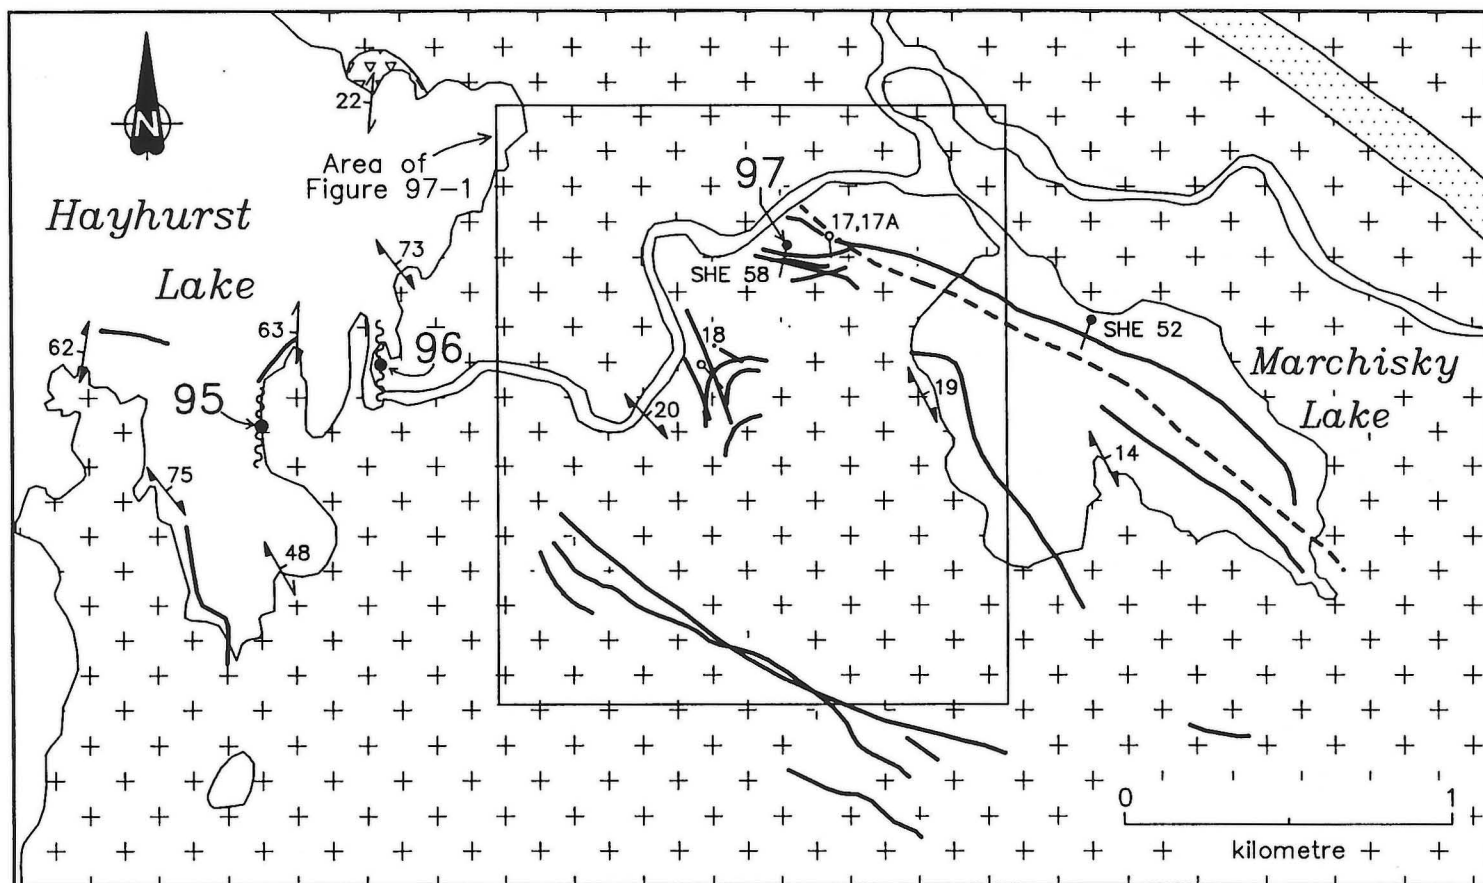 N
22
Area of
Figure 97-1
Hayhurst
Lake
97
17,17A
73
SHE 58
SHE 52
62
63
96
18
Marchisky
Lake
95
19
20
14
75
48
0
1
kilometre